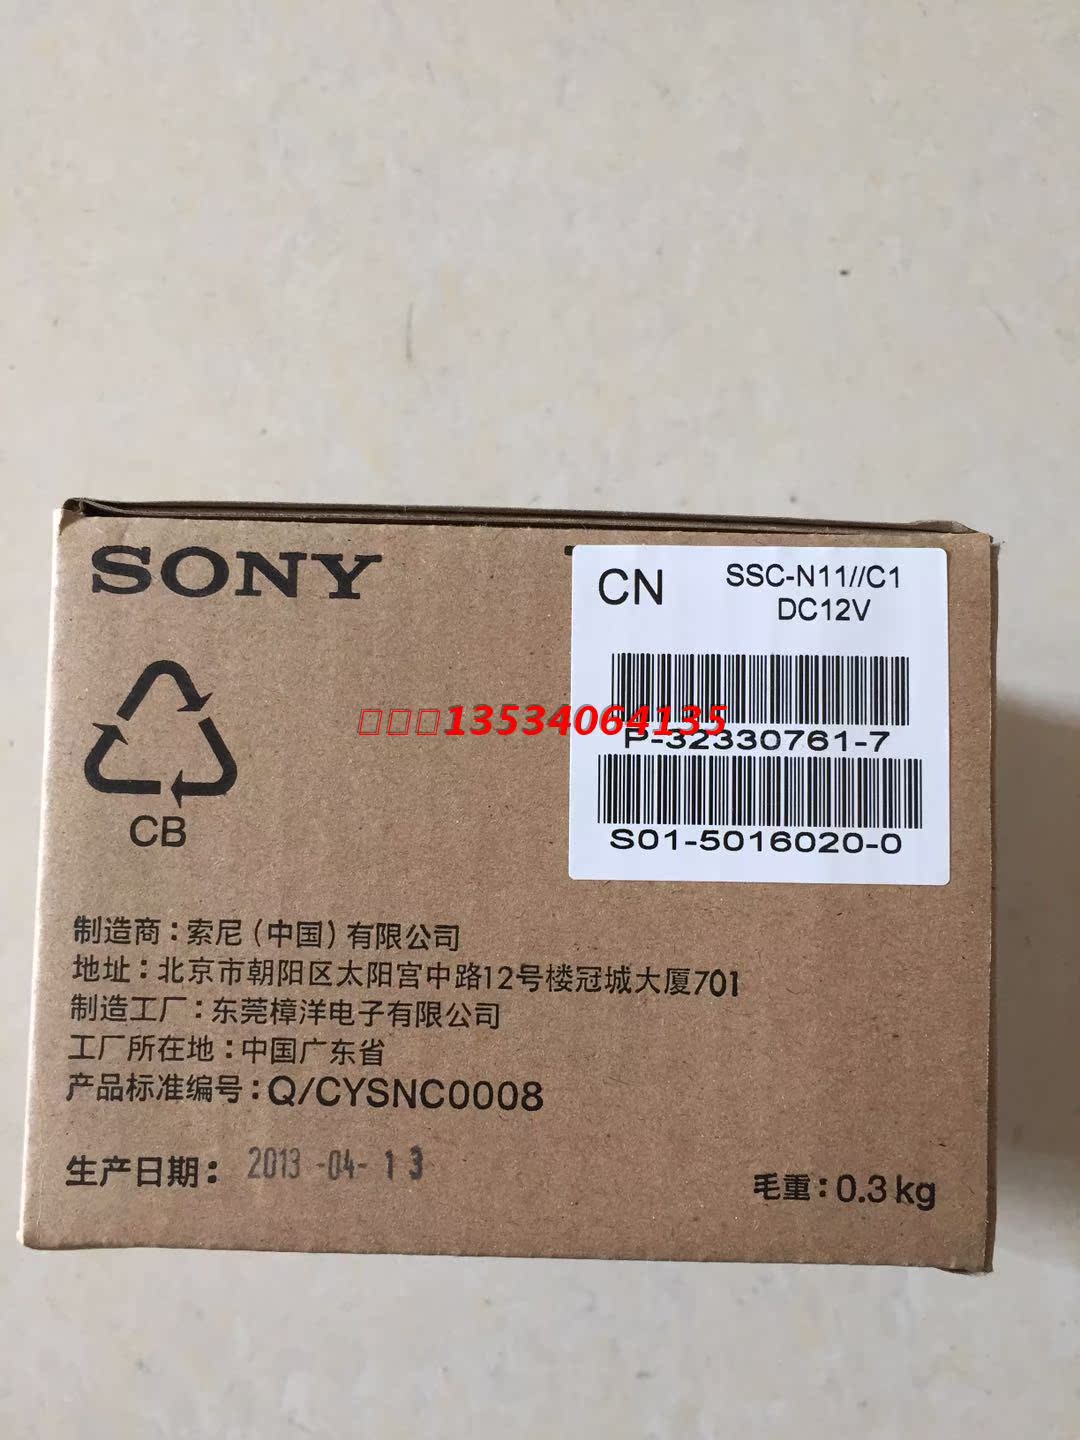 SONY
CN
SSC-N11//C1
DC12V
13534064135
P-32330761-7
S01-5016020-0
CB
制造商：索尼（中国）有限公司
地址：北京市朝阳区太阳宫中路12号楼冠城大厦701
制造工厂：东莞樟洋电子有限公司
工厂所在地：中国广东省
产品标准编号：Q/CYSNC0008
生产日期：2013-04-13
毛重：0.3kg